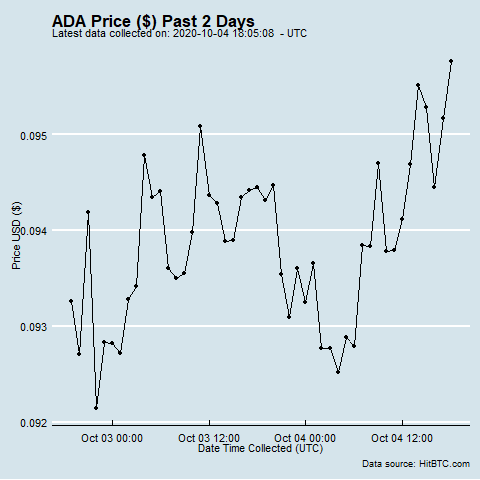 ADA Price ($) Past 2 Days
Latest data collected on: 2020-10-04 18:05:08 - UTC
Price USD ($)
0.095
0.094
0.093
0.092
Oct 03 00:00 Oct 03 12:00 Oct 04 00:00 Oct 04 12:00
Date Time Collected (UTC)
Data source: HitBTC.com